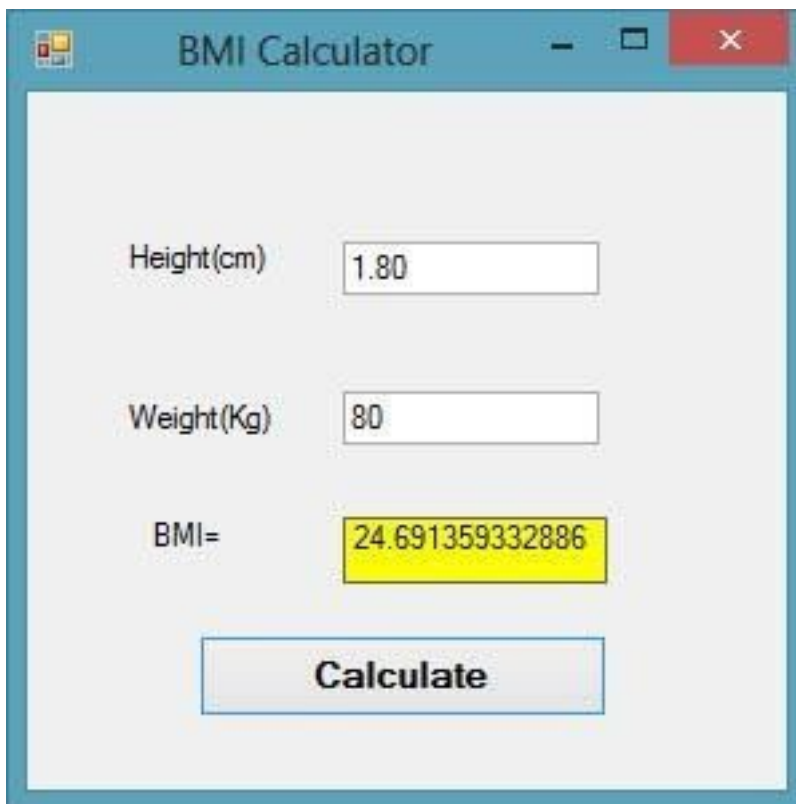 BMI Calculator
Height(cm) 1.80
Weight(Kg) 80
BMI= 24.691359332886
Calculate